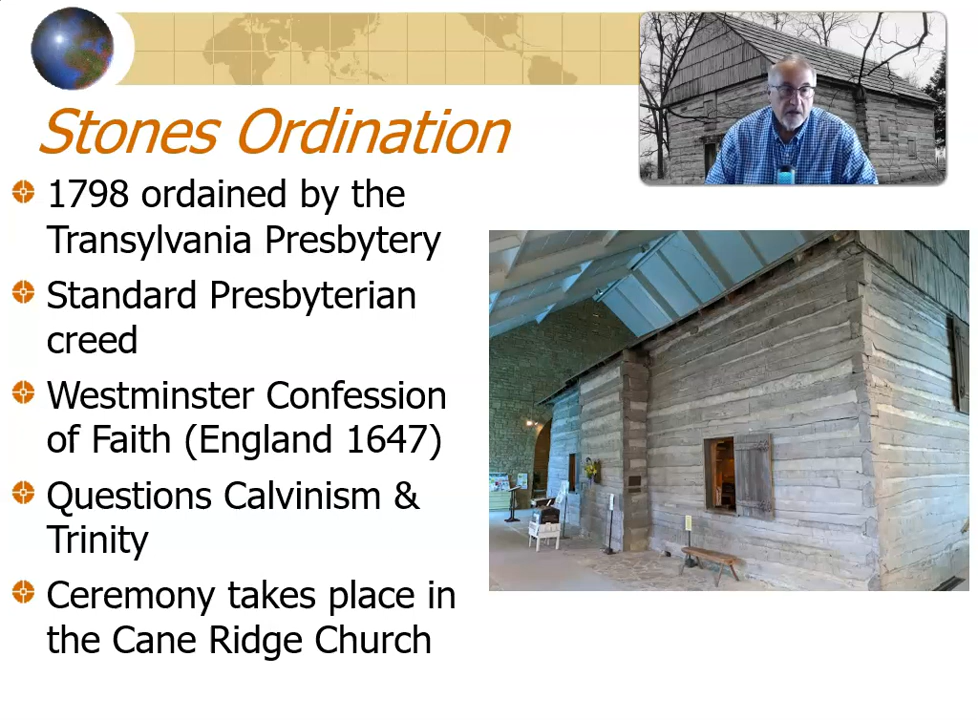 Stones Ordination
1798 ordained by the
Transylvania Presbytery
Standard Presbyterian
creed
Westminster Confession
of Faith (England 1647)
Questions Calvinism &
Trinity
Ceremony takes place in
the Cane Ridge Church